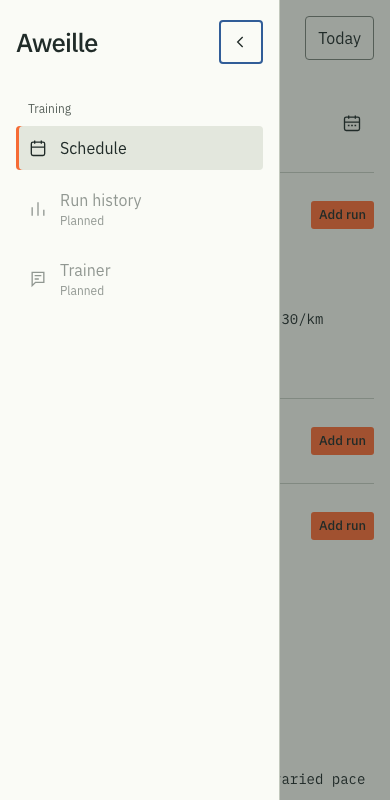 Aweille
Today
Training
Schedule
Run history
Planned
Add run
Trainer
Planned
30/km
Add run
Add run
aried pace